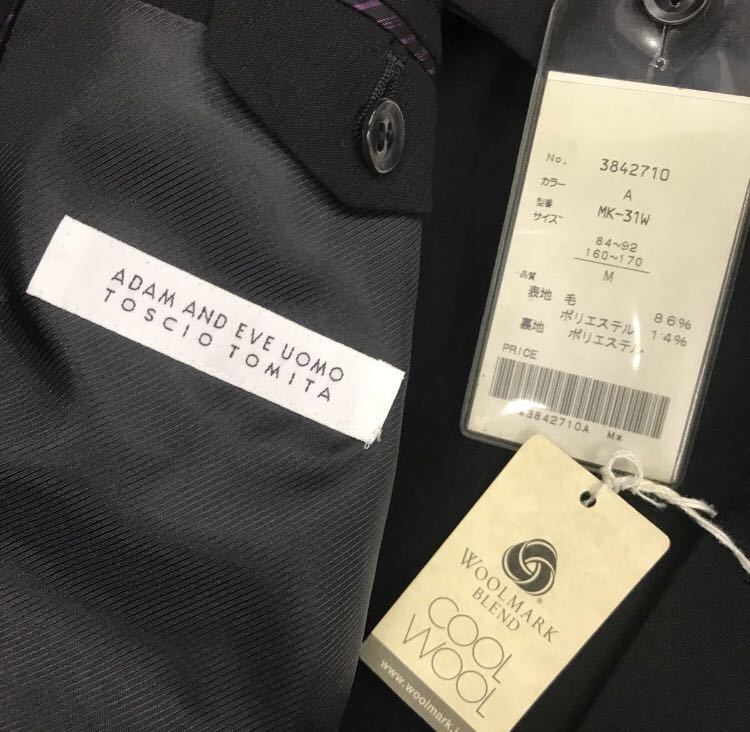 ADAM AND EVE UOMO
TOSCIO TOMITA
No. 3842710
カラー A
型番 MK-31W
サイズ 84~92
160~170
M
品質
表地 毛 86%
ポリエステル 14%
裏地 ポリエステル
PRICE
*3842710A M*
WOOLMARK
BLEND
COOL
WOOL
www.woolmark.